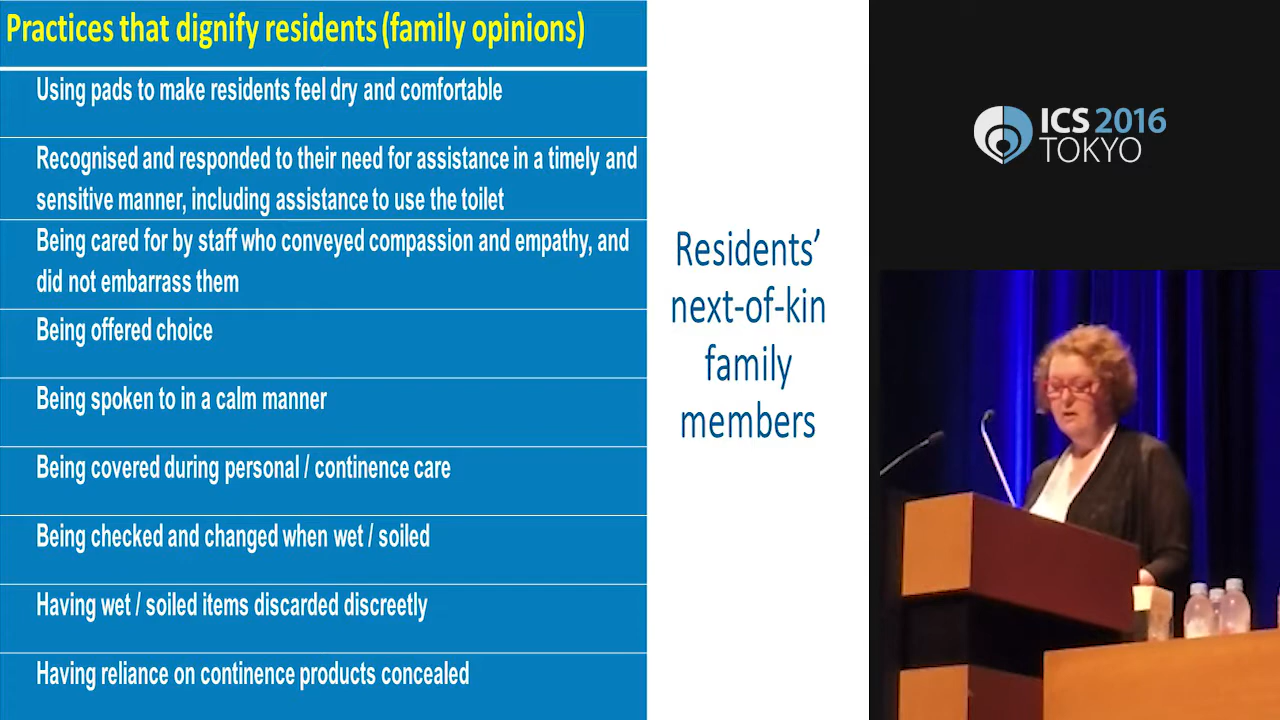 Practices that dignify residents (family opinions)
Using pads to make residents feel dry and comfortable
Recognised and responded to their need for assistance in a timely and
sensitive manner, including assistance to use the toilet
Being cared for by staff who conveyed compassion and empathy, and
did not embarrass them
Being offered choice
Being spoken to in a calm manner
Being covered during personal / continence care
Being checked and changed when wet / soiled
Having wet / soiled items discarded discreetly
Having reliance on continence products concealed
Residents’
next-of-kin
family
members
ICS 2016
TOKYO